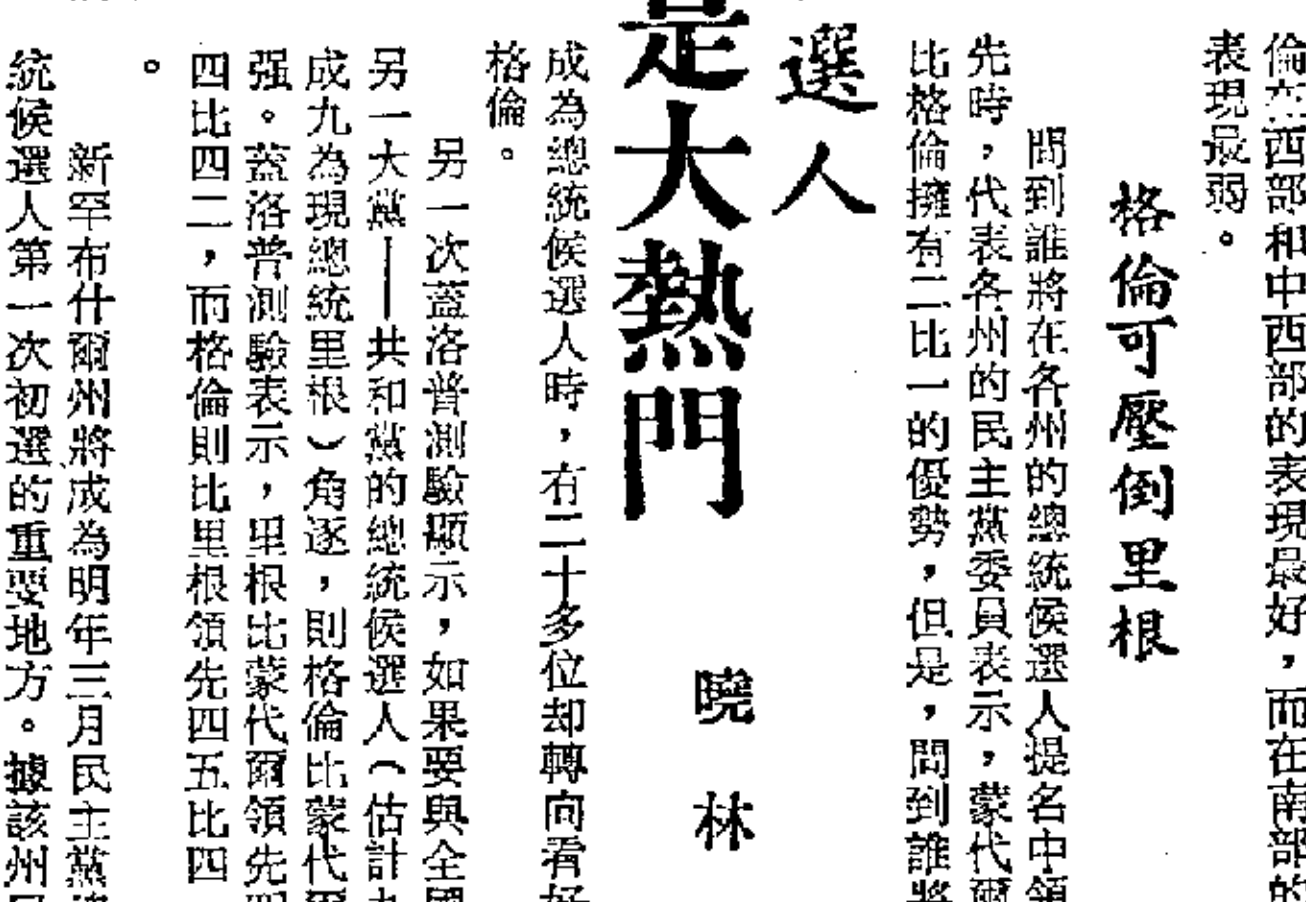 倫在西部和中西部的表現最好，而在南部的
表現最弱。
格倫可壓倒里根
問到誰將在各州的總統候選人提名中領
先時，代表各州的民主黨委員表示，蒙代爾
比格倫擁有二比一的優勢，但是，問到誰將
選人
是大熱門
曉林
成為總統候選人時，有二十多位却轉向看好
格倫。
另一次蓋洛普測驗顯示，如果要與全國
另一大黨——共和黨的總統候選人（估計九
成九為現總統里根）角逐，則格倫比蒙代爾
强。蓋洛普測驗表示，里根比蒙代爾領先四
四比四二，而格倫則比里根領先四五比四
。
新罕布什爾州將成為明年三月民主黨總
統候選人第一次初選的重要地方。據該州民